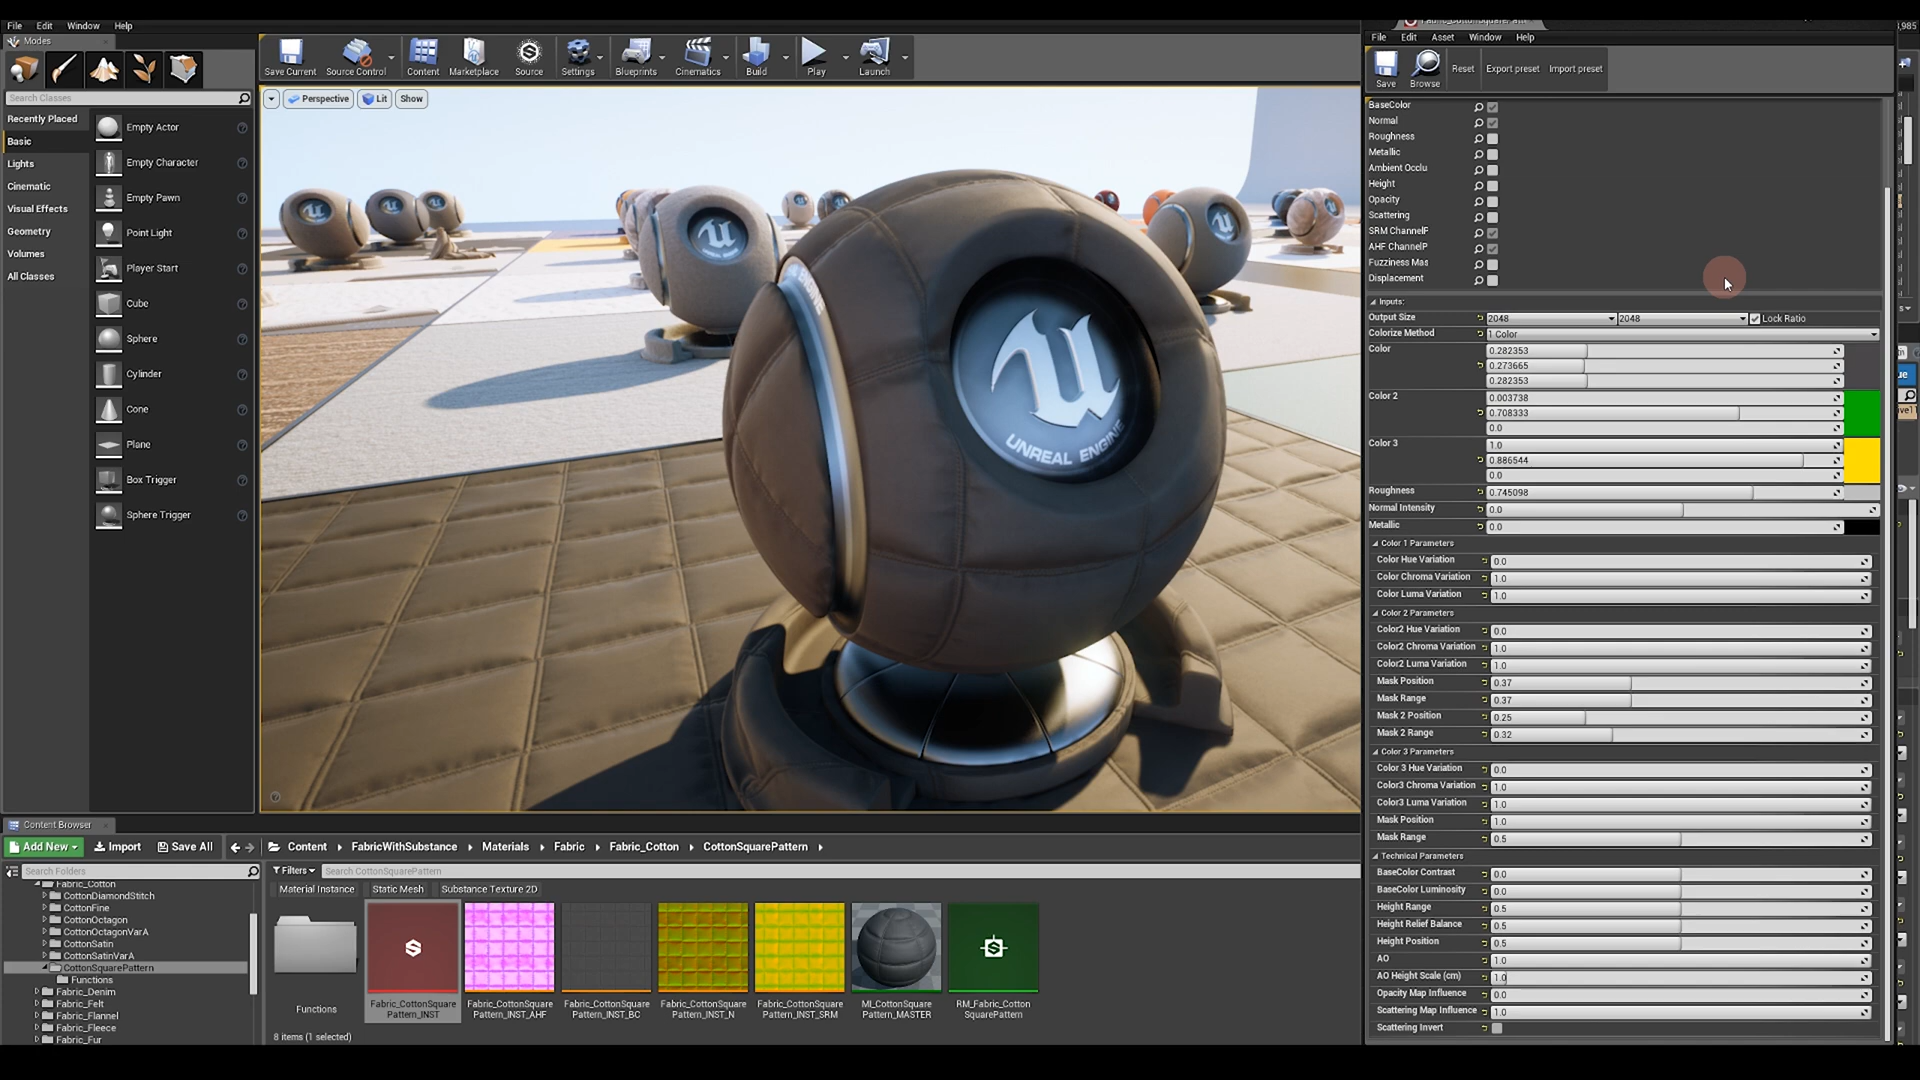 File Edit Window Help
Modes
Search Classes
Recently Placed
Basic
Lights
Cinematic
Visual Effects
Geometry
Volumes
All Classes
Empty Actor
Empty Character
Empty Pawn
Point Light
Player Start
Cube
Sphere
Cylinder
Cone
Plane
Box Trigger
Sphere Trigger
Save Current Source Control Content Marketplace Source Settings Blueprints Cinematics Build Play Launch
Perspective Lit Show
UNREAL ENGINE
File Edit Asset Window Help
Save Browse Reset Export preset Import preset
BaseColor
Normal
Roughness
Metallic
Ambient Occlu
Height
Opacity
Scattering
SRM ChannelP
AHF ChannelP
Fuzziness Mas
Displacement
Inputs:
Output Size 2048 2048 Lock Ratio
Colorize Method 1 Color
Color 0.282353
0.273665
0.282353
Color 2 0.003738
0.708333
0.0
Color 3 1.0
0.886544
0.0
Roughness 0.745098
Normal Intensity 0.0
Metallic 0.0
Color 1 Parameters
Color Hue Variation 0.0
Color Chroma Variation 1.0
Color Luma Variation 1.0
Color 2 Parameters
Color2 Hue Variation 0.0
Color2 Chroma Variation 1.0
Color2 Luma Variation 1.0
Mask Position 0.37
Mask Range 0.37
Mask 2 Position 0.25
Mask 2 Range 0.32
Color 3 Parameters
Color 3 Hue Variation 0.0
Color3 Chroma Variation 1.0
Color3 Luma Variation 1.0
Mask Position 1.0
Mask Range 0.5
Technical Parameters
BaseColor Contrast 0.0
BaseColor Luminosity 0.0
Height Range 0.5
Height Relief Balance 0.5
Height Position 0.5
AO 1.0
AO Height Scale (cm) 1.0
Opacity Map Influence 0.0
Scattering Map Influence 1.0
Scattering Invert
Content Browser
Add New Import Save All Content FabricWithSubstance Materials Fabric Fabric_Cotton CottonSquarePattern
Search Folders
Fabric_Cotton
CottonDiamondStitch
CottonFine
CottonOctagon
CottonOctagonVarA
CottonSatin
CottonSatinVarA
CottonSquarePattern
Functions
Fabric_Denim
Fabric_Felt
Fabric_Flannel
Fabric_Fleece
Fabric_Fur
Filters Search CottonSquarePattern
Material Instance Static Mesh Substance Texture 2D
Functions
Fabric_CottonSquare
Pattern_INST
Fabric_CottonSquare
Pattern_INST_AHF
Fabric_CottonSquare
Pattern_INST_BC
Fabric_CottonSquare
Pattern_INST_N
Fabric_CottonSquare
Pattern_INST_SRM
MI_CottonSquare
Pattern_MASTER
RM_Fabric_Cotton
SquarePattern
8 items (1 selected)